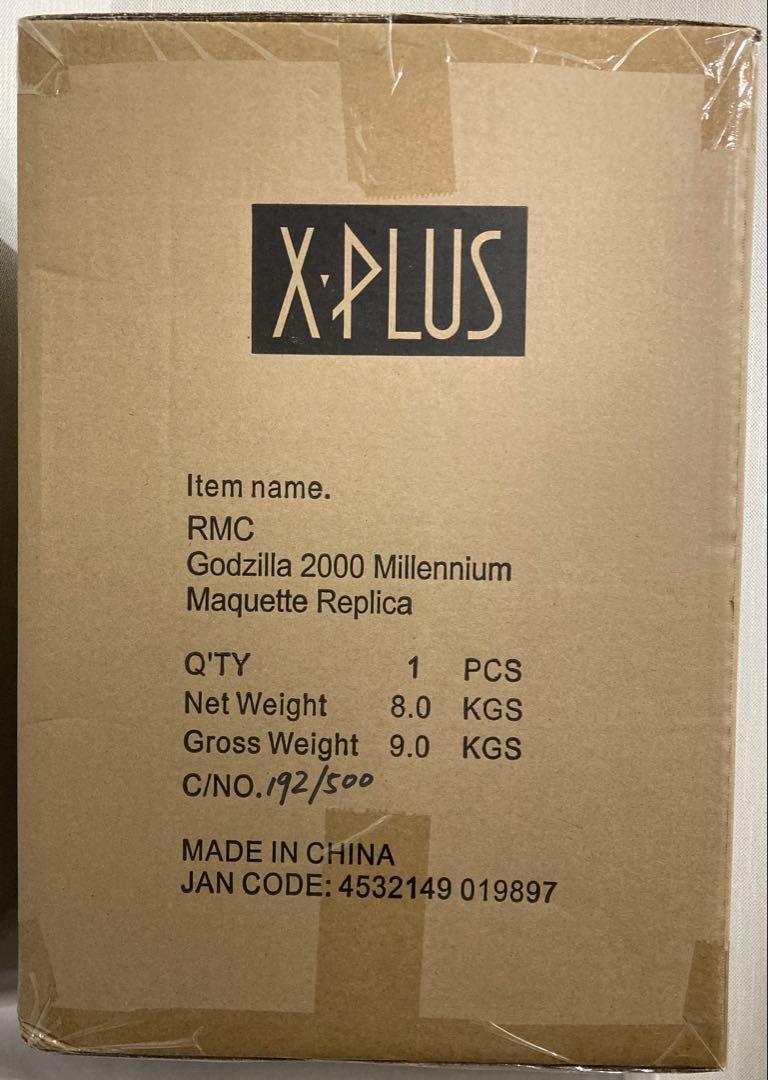 X·PLUS
Item name.
RMC
Godzilla 2000 Millennium
Maquette Replica
Q'TY 1 PCS
Net Weight 8.0 KGS
Gross Weight 9.0 KGS
C/NO. 192/500
MADE IN CHINA
JAN CODE: 4532149 019897